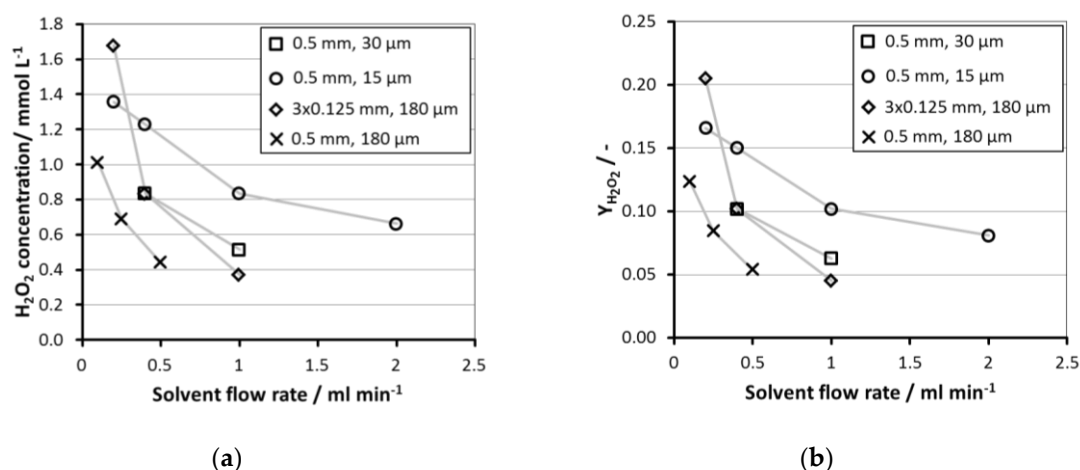 H₂O₂ concentration/ mmol L⁻¹
1.8
1.6
1.4
1.2
1.0
0.8
0.6
0.4
0.2
0.0
0.5 mm, 30 µm
0.5 mm, 15 µm
3x0.125 mm, 180 µm
0.5 mm, 180 µm
0 0.5 1 1.5 2 2.5
Solvent flow rate / ml min⁻¹
(a)
Y H₂O₂ / -
0.25
0.20
0.15
0.10
0.05
0.00
0.5 mm, 30 µm
0.5 mm, 15 µm
3x0.125 mm, 180 µm
0.5 mm, 180 µm
0 0.5 1 1.5 2 2.5
Solvent flow rate / ml min⁻¹
(b)